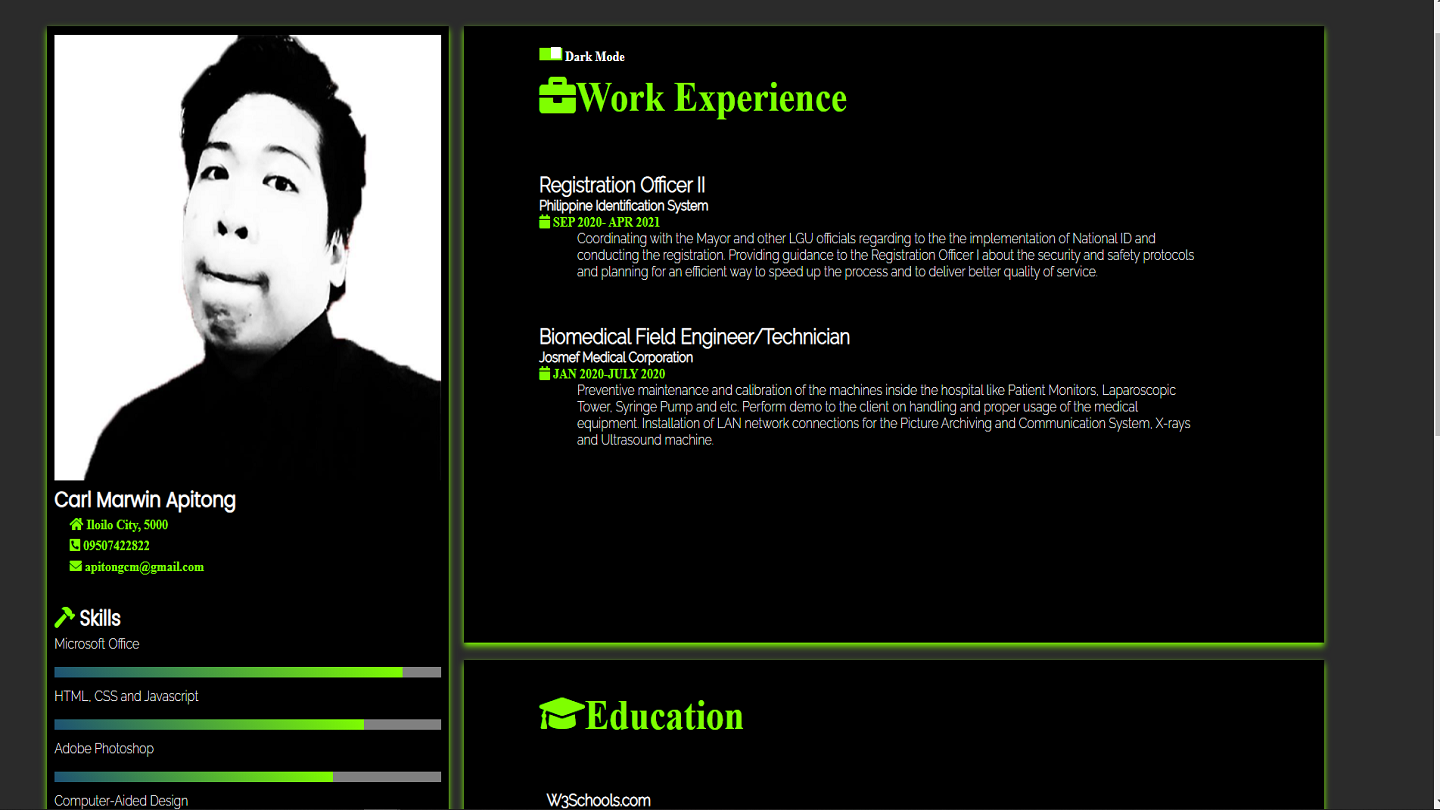 Carl Marwin Apitong
Iloilo City, 5000
09507422822
apitongcm@gmail.com
Skills
Microsoft Office
HTML, CSS and Javascript
Adobe Photoshop
Computer-Aided Design
Dark Mode
Work Experience
Registration Officer II
Philippine Identification System
SEP 2020- APR 2021
Coordinating with the Mayor and other LGU officials regarding to the the implementation of National ID and
conducting the registration. Providing guidance to the Registration Officer I about the security and safety protocols
and planning for an efficient way to speed up the process and to deliver better quality of service.
Biomedical Field Engineer/Technician
Josmef Medical Corporation
JAN 2020-JULY 2020
Preventive maintenance and calibration of the machines inside the hospital like Patient Monitors, Laparoscopic
Tower, Syringe Pump and etc. Perform demo to the client on handling and proper usage of the medical
equipment. Installation of LAN network connections for the Picture Archiving and Communication System, X-rays
and Ultrasound machine.
Education
W3Schools.com